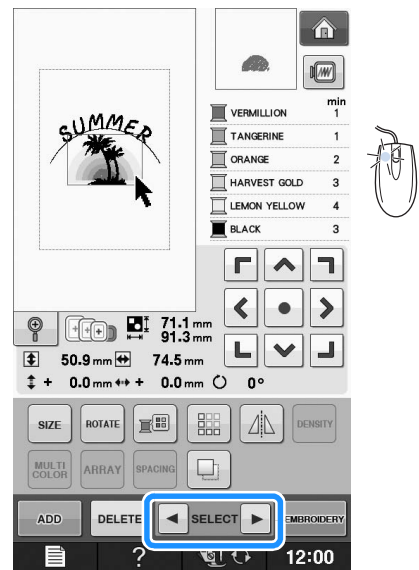 SUMMER
min
VERMILLION 1
TANGERINE 1
ORANGE 2
HARVEST GOLD 3
LEMON YELLOW 4
BLACK 3
71.1 mm
91.3 mm
50.9 mm 74.5 mm
+ 0.0 mm + 0.0 mm 0°
SIZE ROTATE DENSITY
MULTI COLOR ARRAY SPACING
ADD DELETE SELECT EMBROIDERY
? 12:00